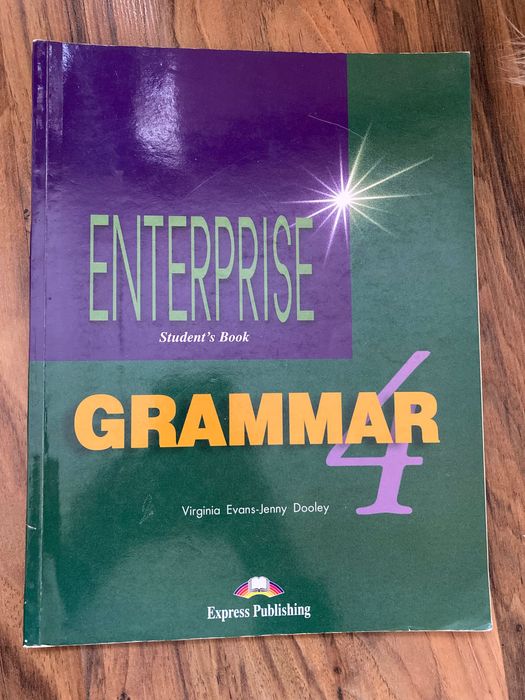 ENTERPRISE
Student's Book
GRAMMAR
4
Virginia Evans-Jenny Dooley
Express Publishing